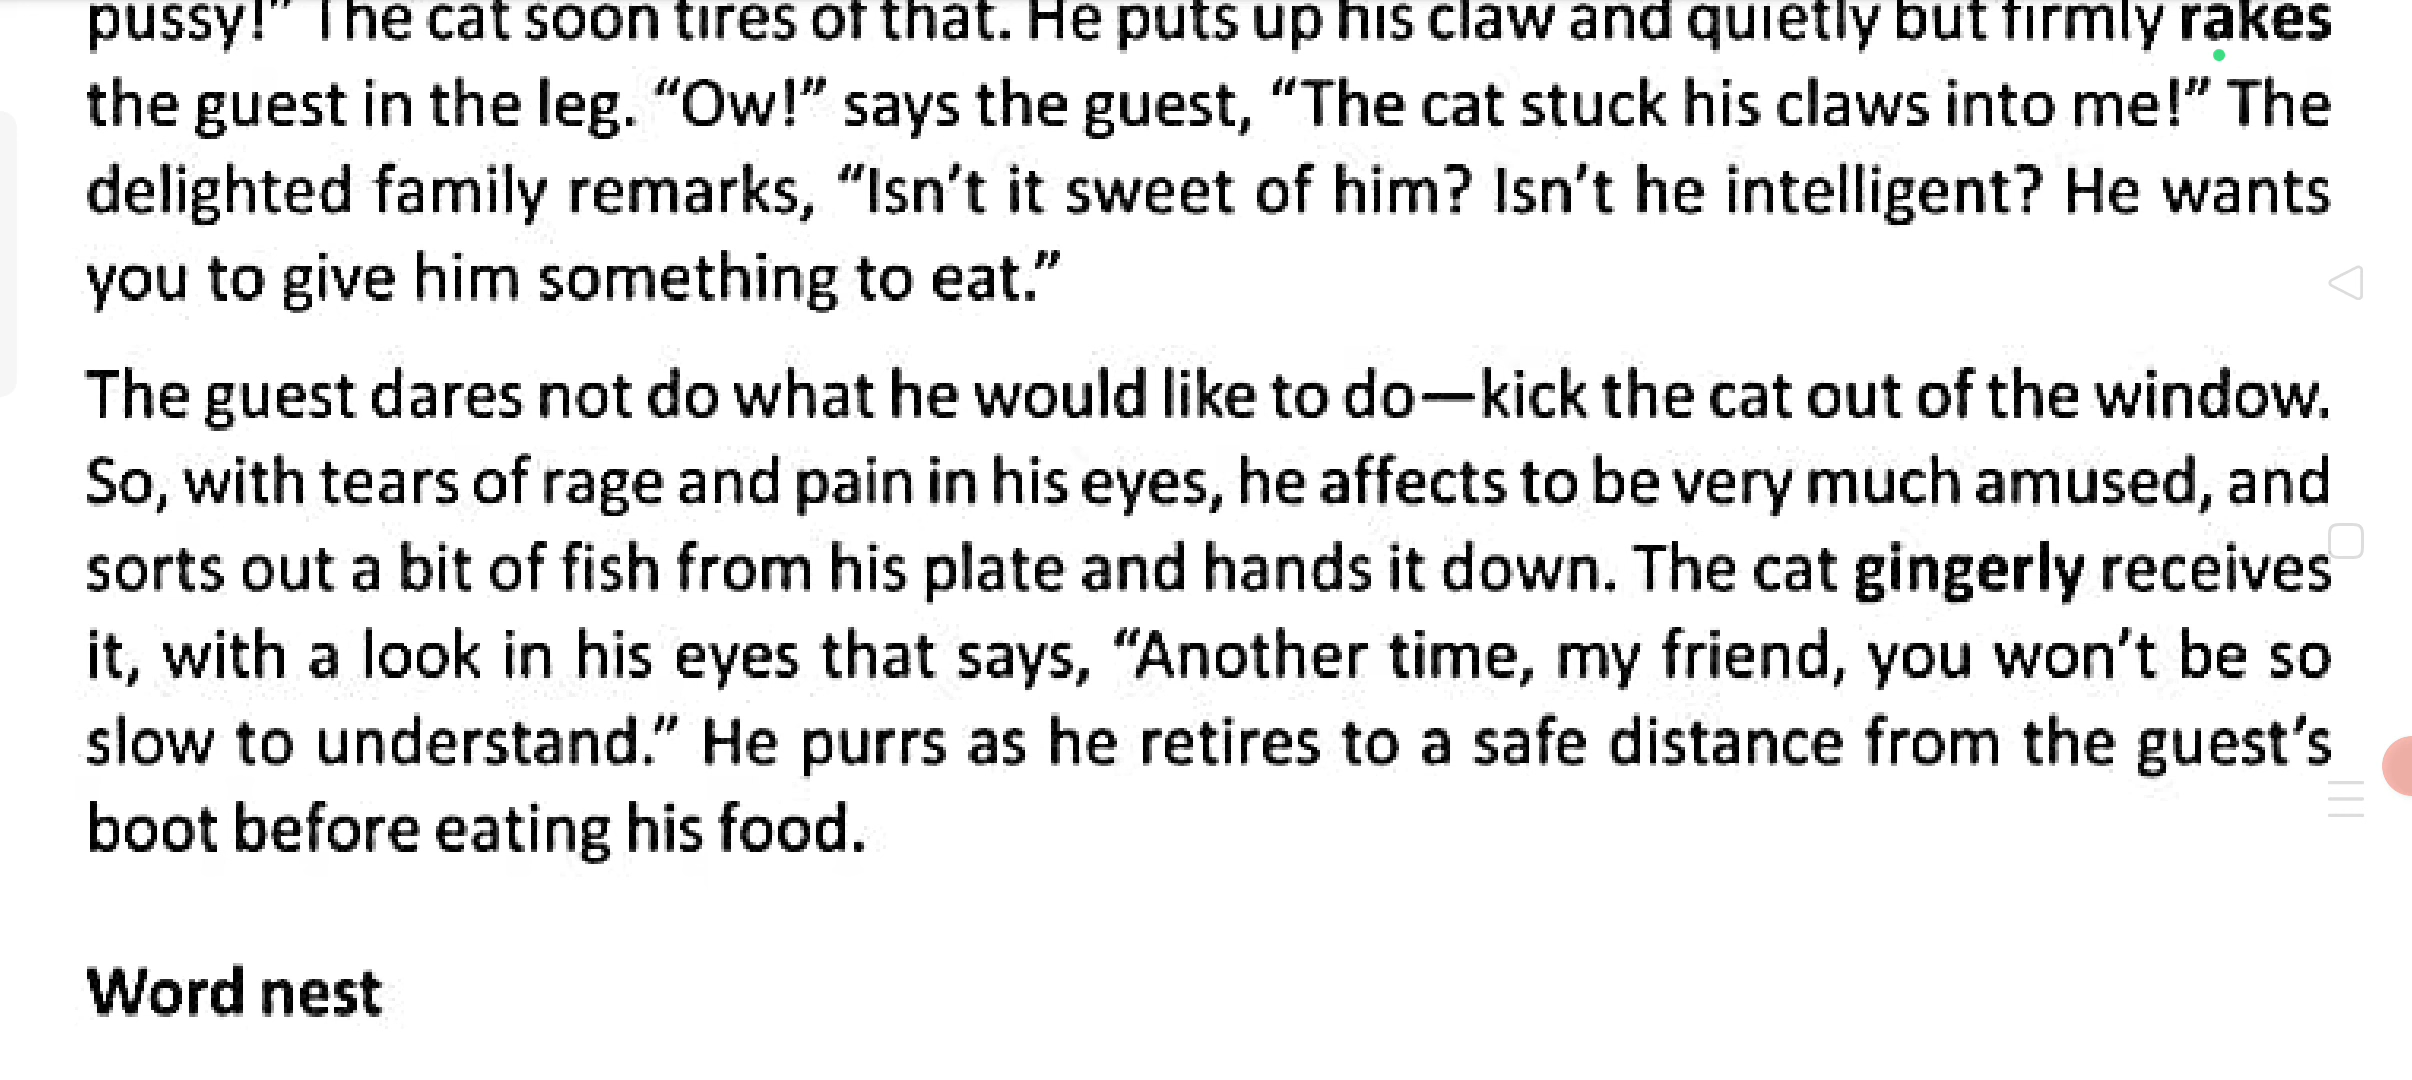 pussy!” The cat soon tires of that. He puts up his claw and quietly but firmly rakes
the guest in the leg. “Ow!” says the guest, “The cat stuck his claws into me!” The
delighted family remarks, “Isn’t it sweet of him? Isn’t he intelligent? He wants
you to give him something to eat.”
The guest dares not do what he would like to do—kick the cat out of the window.
So, with tears of rage and pain in his eyes, he affects to be very much amused, and
sorts out a bit of fish from his plate and hands it down. The cat gingerly receives
it, with a look in his eyes that says, “Another time, my friend, you won’t be so
slow to understand.” He purrs as he retires to a safe distance from the guest’s
boot before eating his food.
Word nest